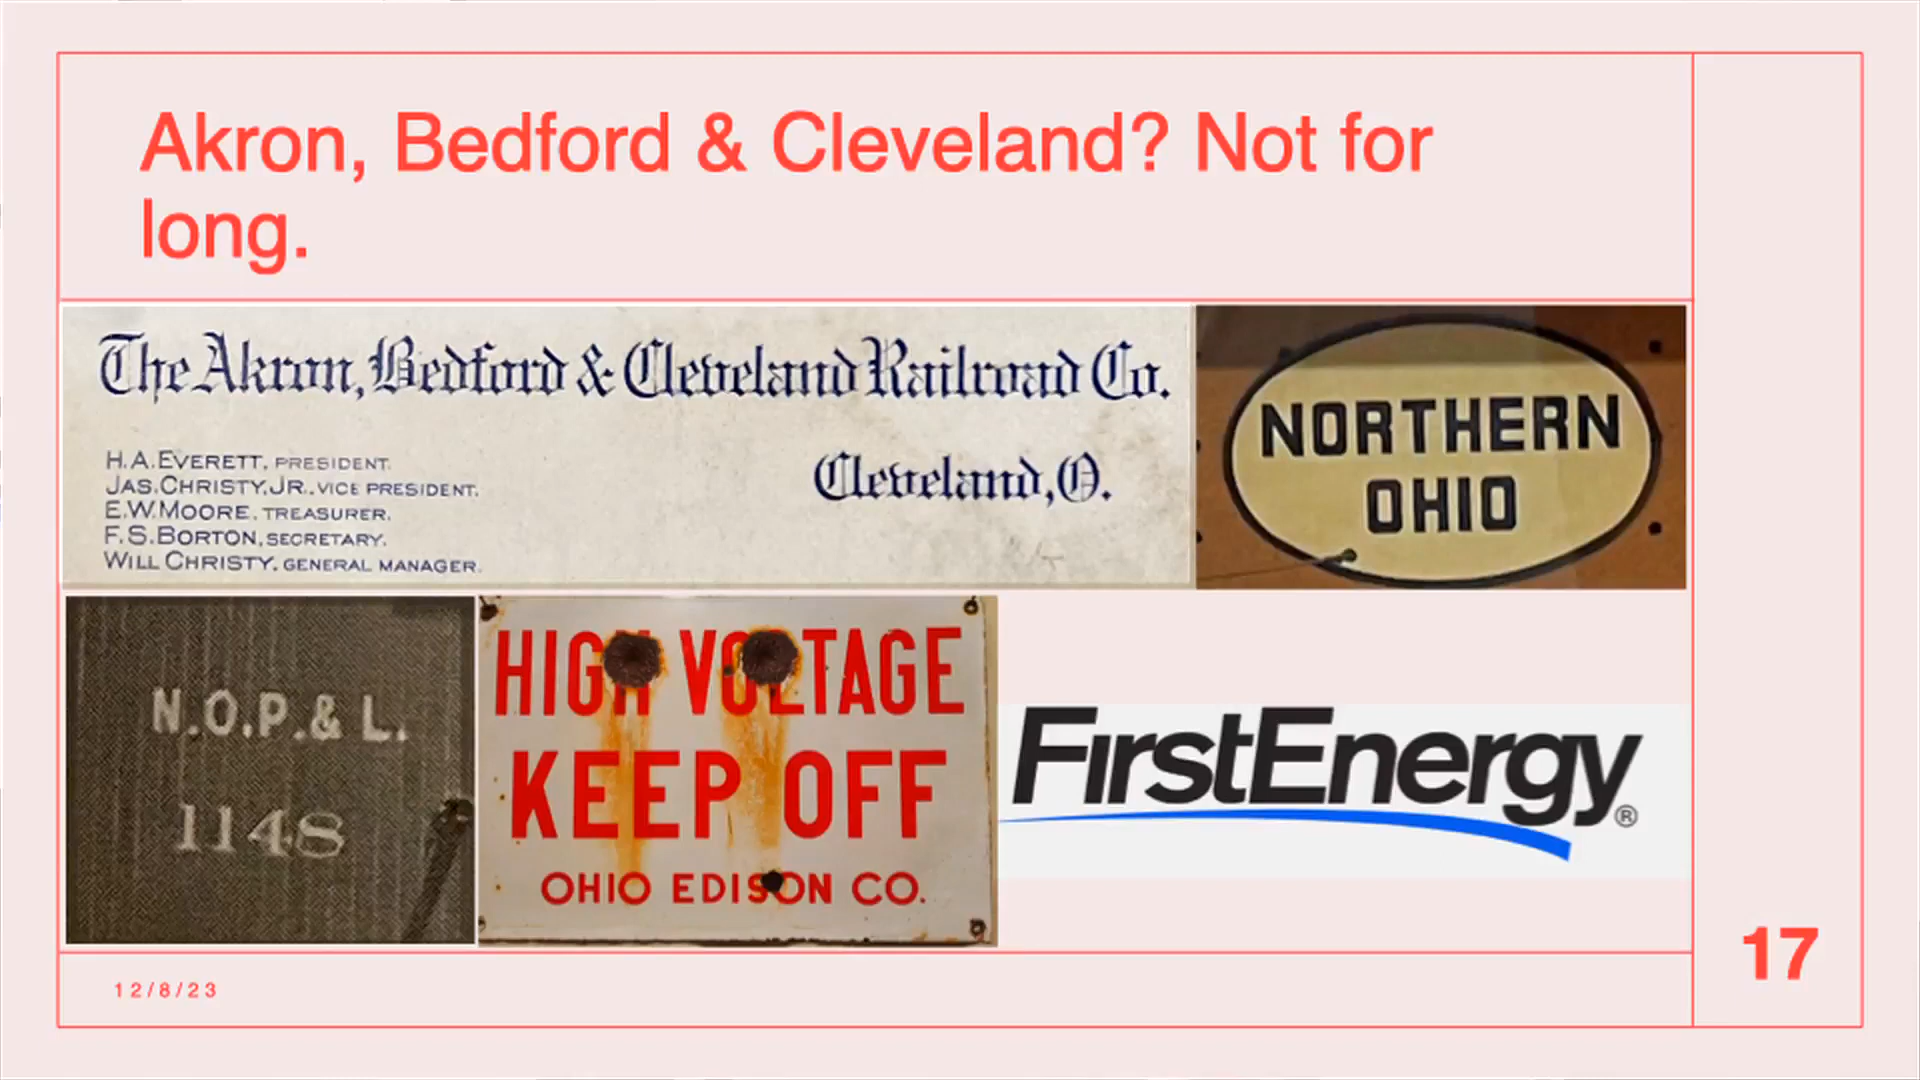 Akron, Bedford & Cleveland? Not for
long.
The Akron, Bedford & Cleveland Railroad Co.
H.A.EVERETT, PRESIDENT.
JAS.CHRISTY,JR., VICE PRESIDENT.
E.W.MOORE, TREASURER.
F.S.BORTON, SECRETARY.
WILL CHRISTY, GENERAL MANAGER.
Cleveland, O.
NORTHERN
OHIO
N.O.P.& L.
1148
HIGH VOLTAGE
KEEP OFF
OHIO EDISON CO.
FirstEnergy®
12/8/23
17